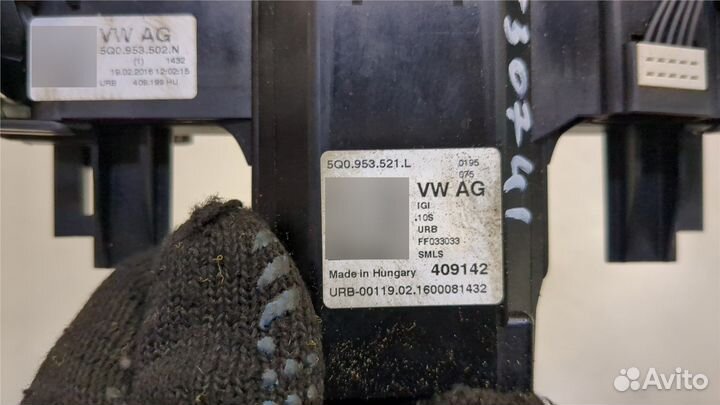 VW AG
5Q0.953.502.N
(1) 1432
19.02.2016 12:02:15
URB 409.199 HU
5Q0.953.521.L 0195
075
VW AG
IGI
.10S
URB
FF033033
SMLS
Made in Hungary 409142
URB-00119.02.1600081432
30741
Avito